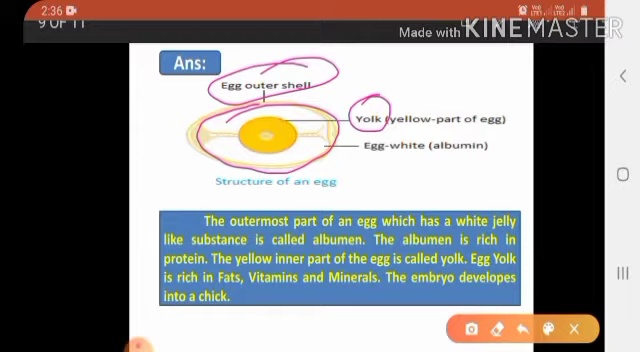 2:36
9 OF 11
Made with KINEMASTER
Ans:
Egg outer shell
Yolk (yellow-part of egg)
Egg-white (albumin)
Structure of an egg
The outermost part of an egg which has a white jelly
like substance is called albumen. The albumen is rich in
protein. The yellow inner part of the egg is called yolk. Egg Yolk
is rich in Fats, Vitamins and Minerals. The embryo developes
into a chick.